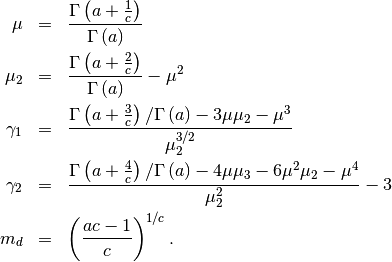 μ = Γ(a + 1/c) / Γ(a)
μ₂ = Γ(a + 2/c) / Γ(a) − μ²
γ₁ = (Γ(a + 3/c) /Γ(a) − 3μμ₂ − μ³) / μ₂^{3/2}
γ₂ = (Γ(a + 4/c) /Γ(a) − 4μμ₃ − 6μ²μ₂ − μ⁴) / μ₂² − 3
m_d = ((ac − 1) / c)^{1/c} .